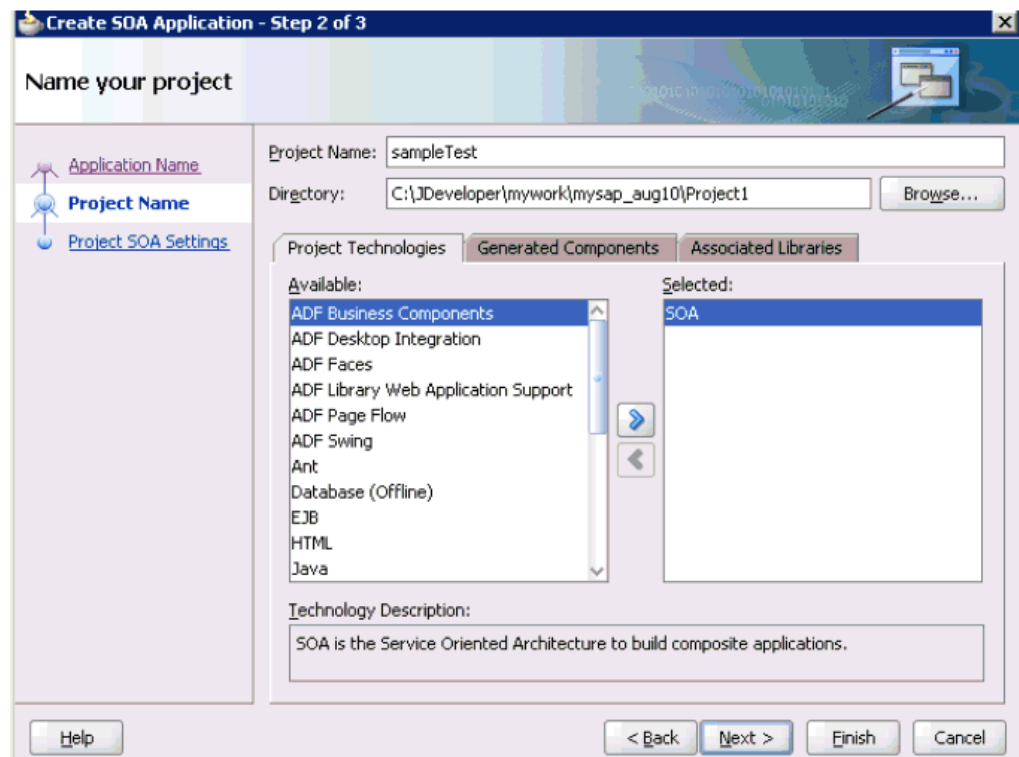 Create SOA Application - Step 2 of 3
Name your project
Application Name
Project Name
Project SOA Settings
Project Name: sampleTest
Directory: C:\JDeveloper\mywork\mysap_aug10\Project1 Browse...
Project Technologies Generated Components Associated Libraries
Available: Selected:
ADF Business Components SOA
ADF Desktop Integration
ADF Faces
ADF Library Web Application Support
ADF Page Flow
ADF Swing
Ant
Database (Offline)
EJB
HTML
Java
Technology Description:
SOA is the Service Oriented Architecture to build composite applications.
Help < Back Next > Finish Cancel